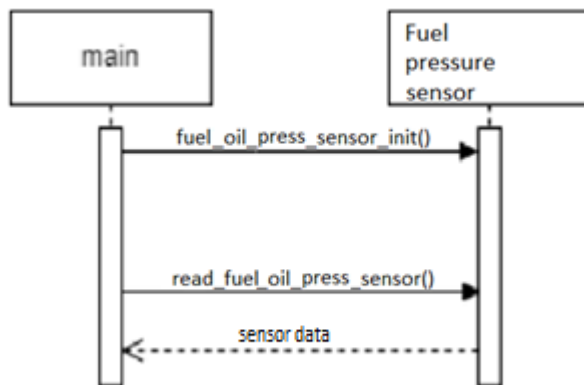 main
Fuel
pressure
sensor
fuel_oil_press_sensor_init()
read_fuel_oil_press_sensor()
sensor data